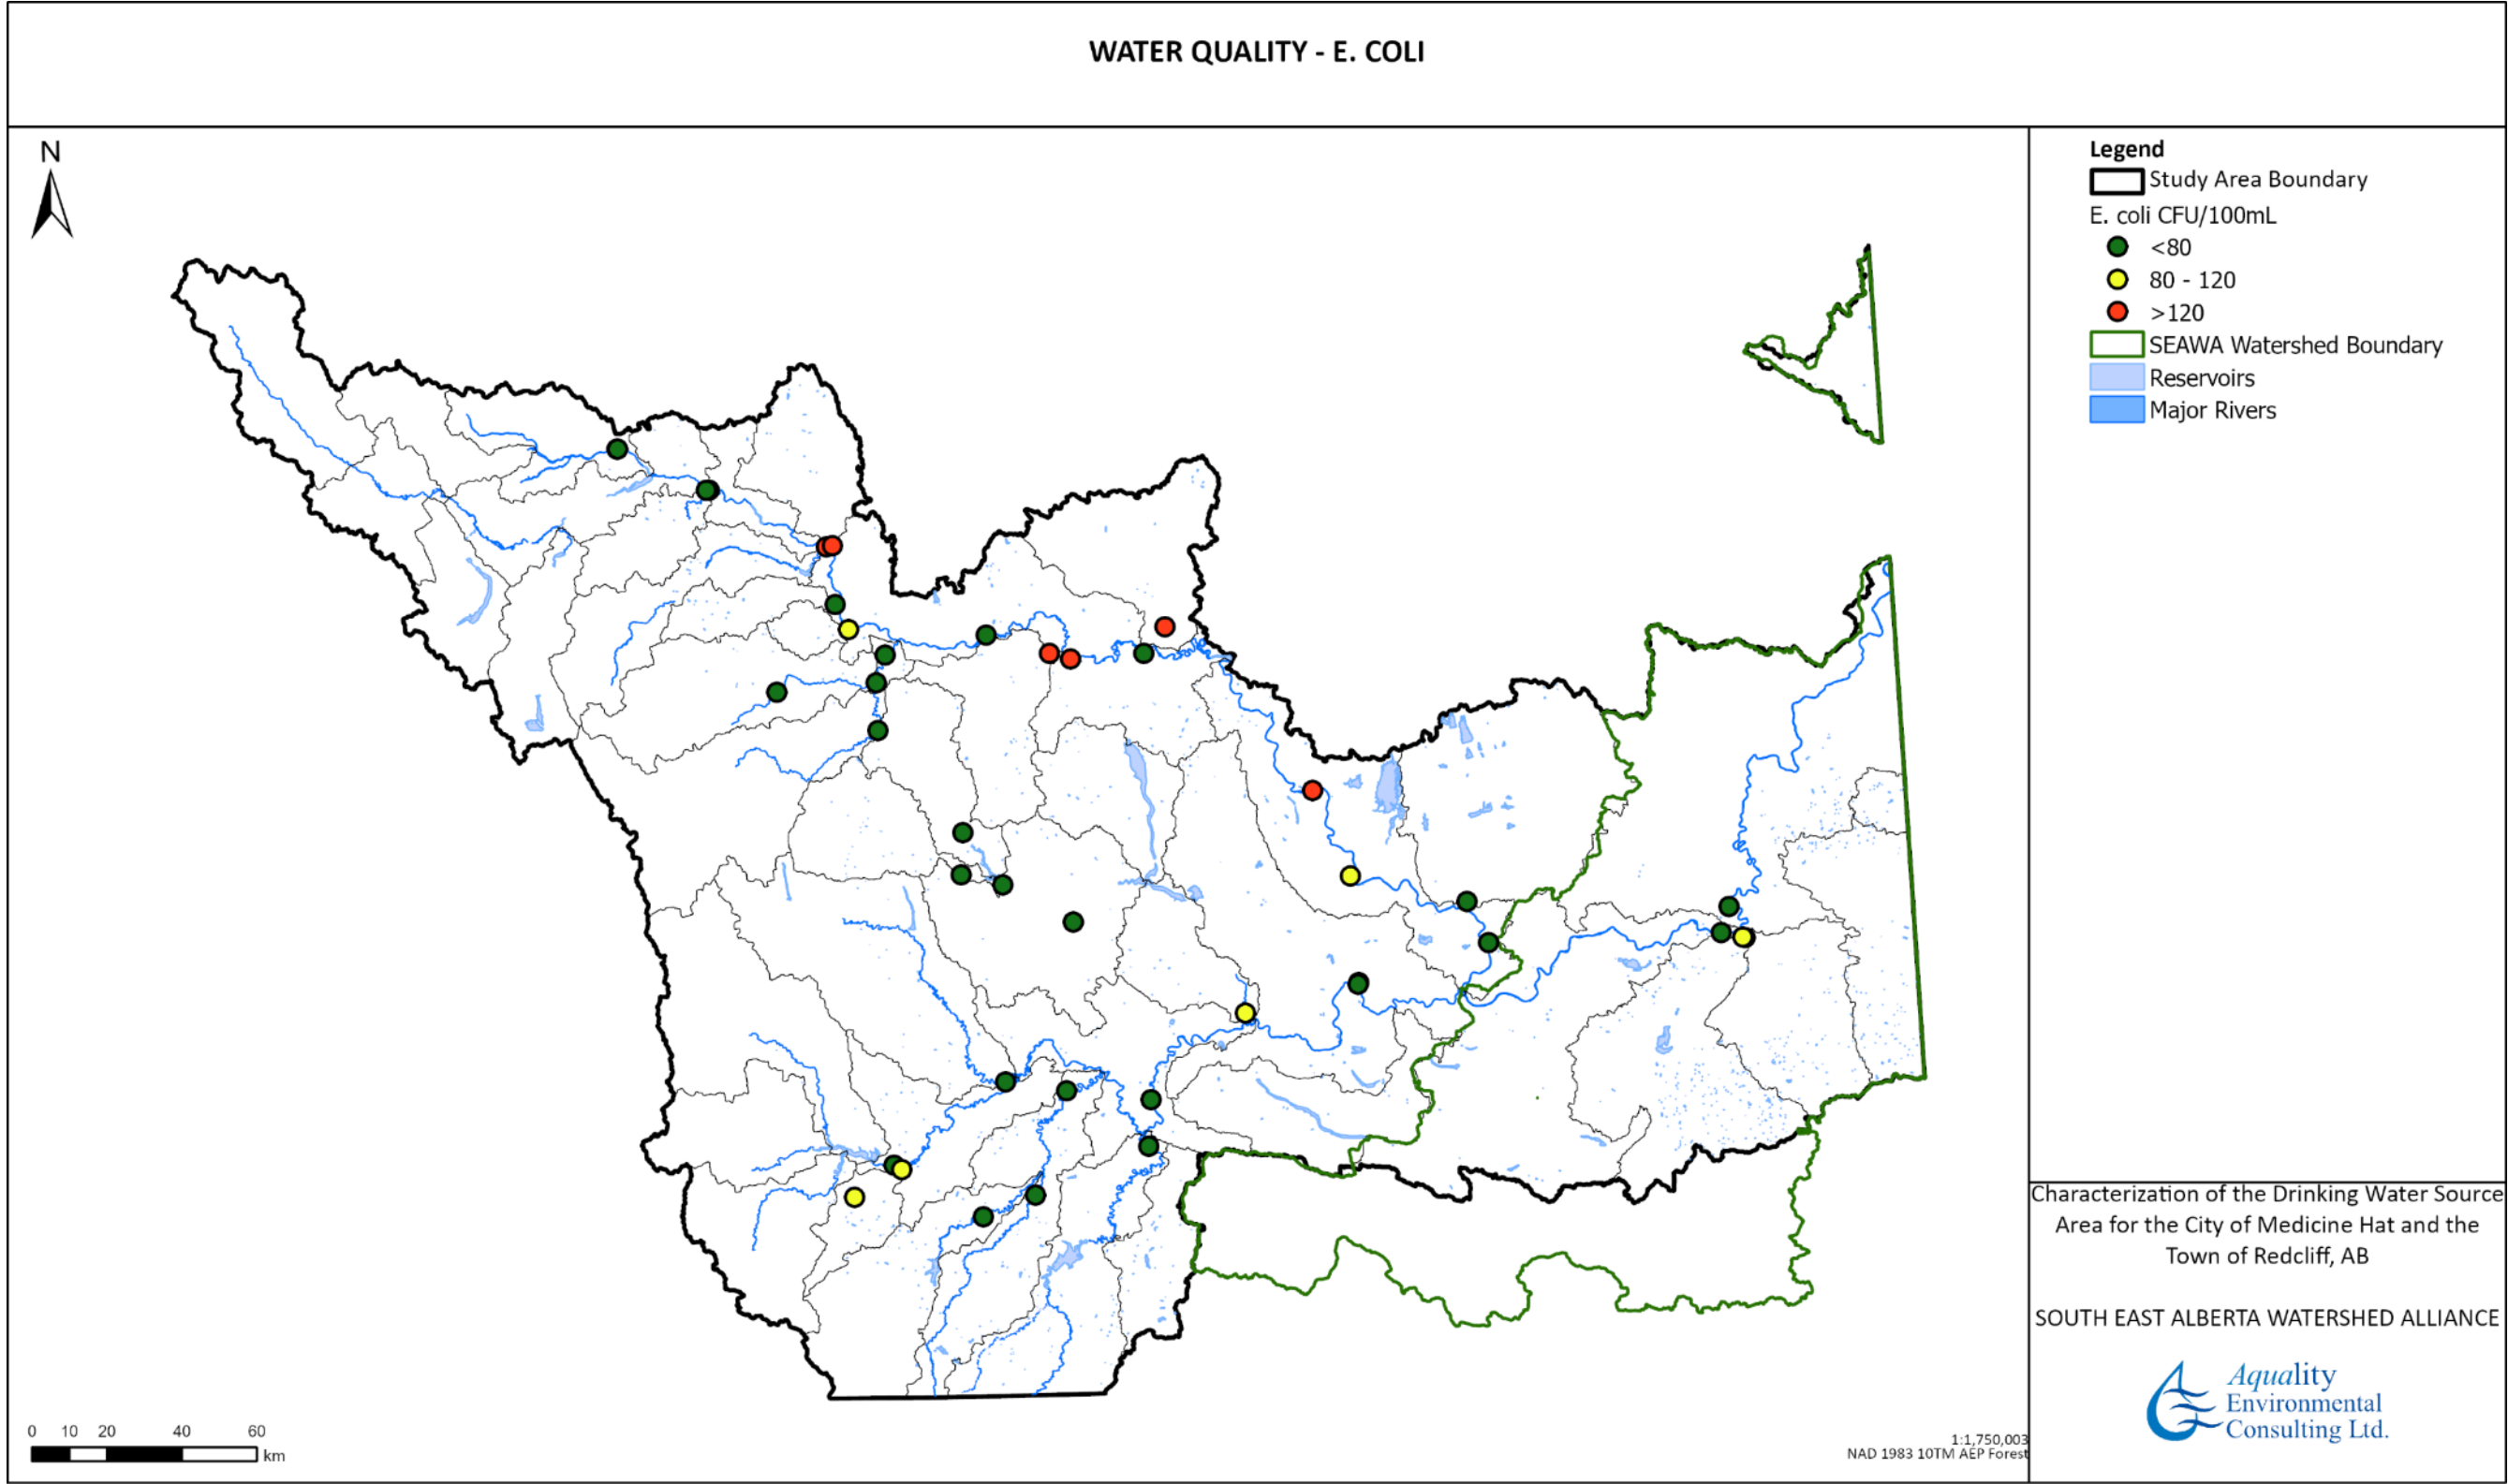 WATER QUALITY - E. COLI
N
Legend
Study Area Boundary
E. coli CFU/100mL
<80
80 - 120
>120
SEAWA Watershed Boundary
Reservoirs
Major Rivers
Characterization of the Drinking Water Source
Area for the City of Medicine Hat and the
Town of Redcliff, AB
SOUTH EAST ALBERTA WATERSHED ALLIANCE
Aquality
Environmental
Consulting Ltd.
0 10 20 40 60
km
1:1,750,003
NAD 1983 10TM AEP Forest